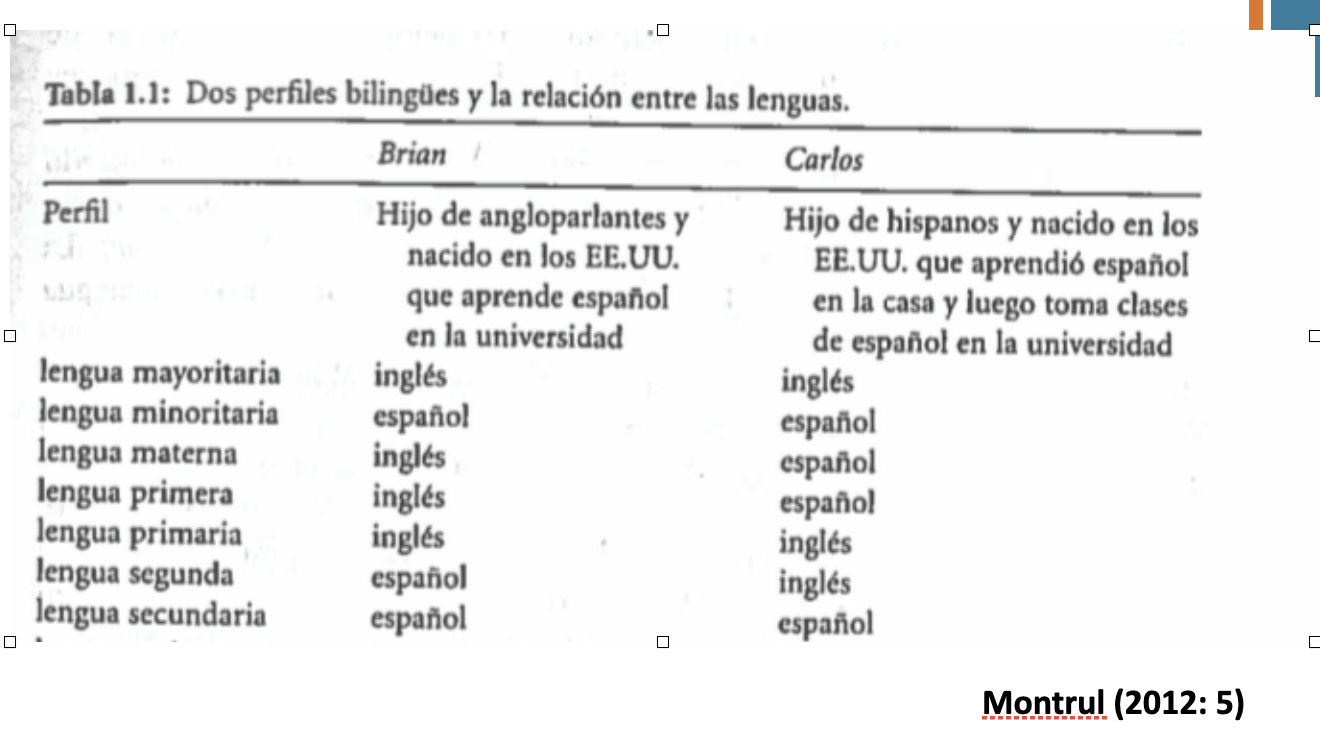 Tabla 1.1: Dos perfiles bilingües y la relación entre las lenguas.
Brian Carlos
Perfil Hijo de angloparlantes y Hijo de hispanos y nacido en los
nacido en los EE.UU. EE.UU. que aprendió español
que aprende español en la casa y luego toma clases
en la universidad de español en la universidad
lengua mayoritaria inglés inglés
lengua minoritaria español español
lengua materna inglés español
lengua primera inglés español
lengua primaria inglés inglés
lengua segunda español inglés
lengua secundaria español español
Montrul (2012: 5)